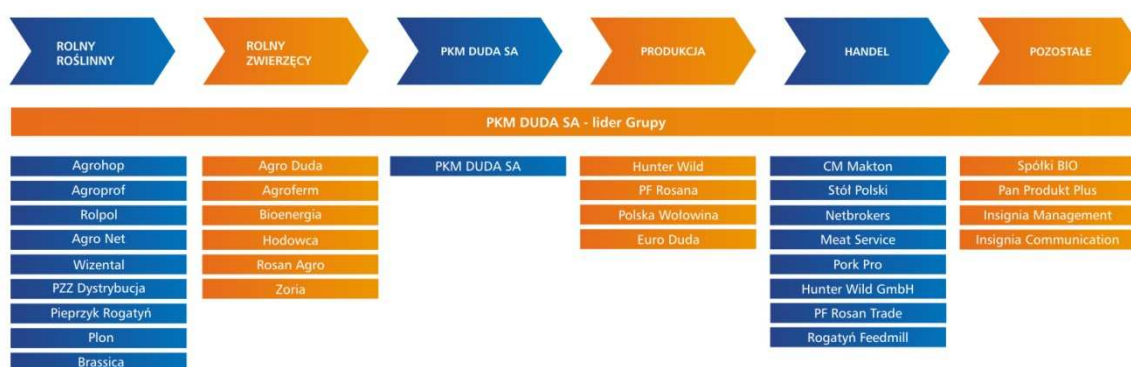 ROLNY
ROŚLINNY
ROLNY
ZWIERZĘCY
PKM DUDA SA
PRODUKCJA
HANDEL
POZOSTAŁE
PKM DUDA SA - lider Grupy
Agrohop
Agroprof
Rolpol
Agro Net
Wizental
PZZ Dystrybucja
Pieprzyk Rogatyń
Plon
Brassica
Agro Duda
Agroferm
Bioenergia
Hodowca
Rosan Agro
Zoria
PKM DUDA SA
Hunter Wild
PF Rosana
Polska Wołowina
Euro Duda
CM Makton
Stół Polski
Netbrokers
Meat Service
Pork Pro
Hunter Wild GmbH
PF Rosan Trade
Rogatyń Feedmill
Spółki BIO
Pan Produkt Plus
Insignia Management
Insignia Communication